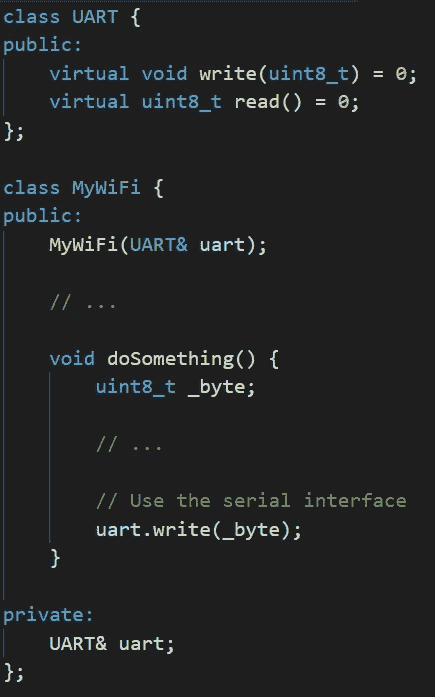 class UART {
public:
    virtual void write(uint8_t) = 0;
    virtual uint8_t read() = 0;
};

class MyWiFi {
public:
    MyWiFi(UART& uart);

    // ...

    void doSomething() {
        uint8_t _byte;

        // ...

        // Use the serial interface
        uart.write(_byte);
    }

private:
    UART& uart;
};